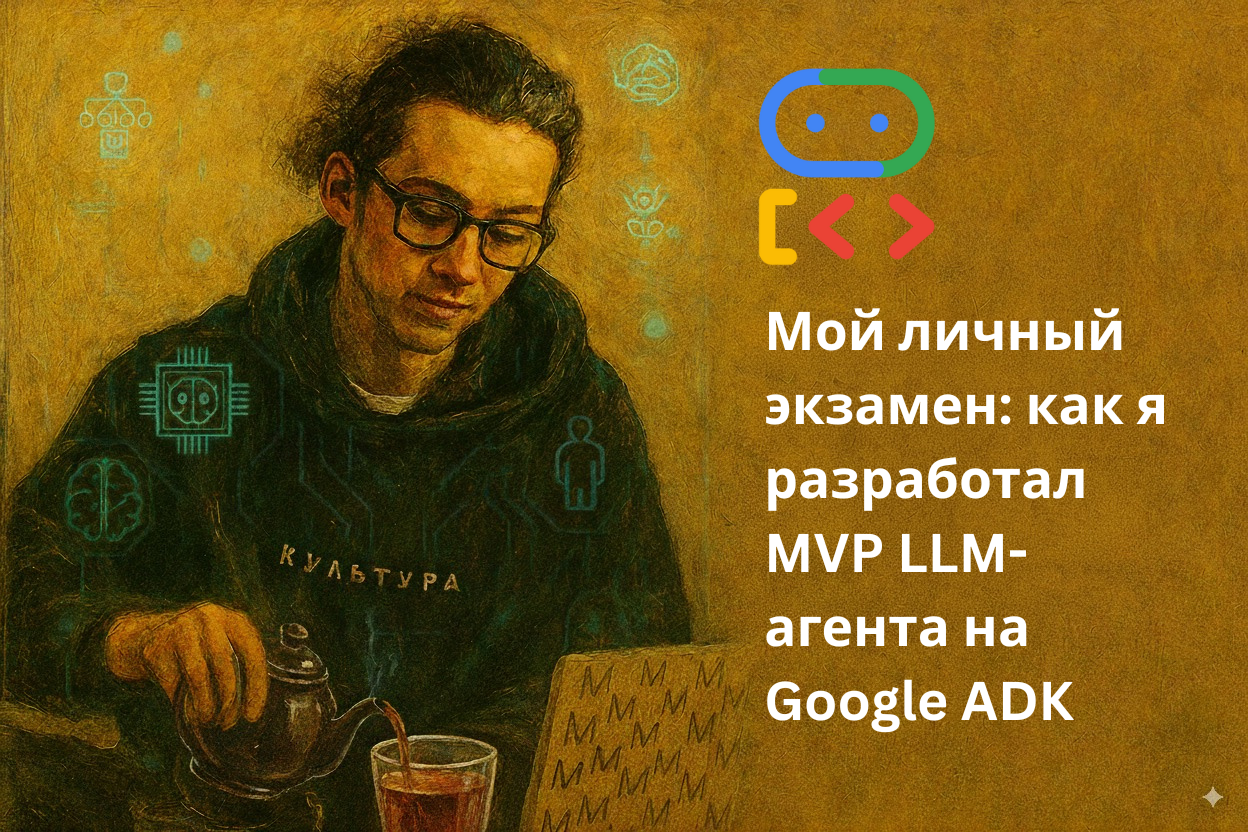 Мой личный
экзамен: как я
разработал
MVP LLM-
агента на
Google ADK
КУЛЬТУРА